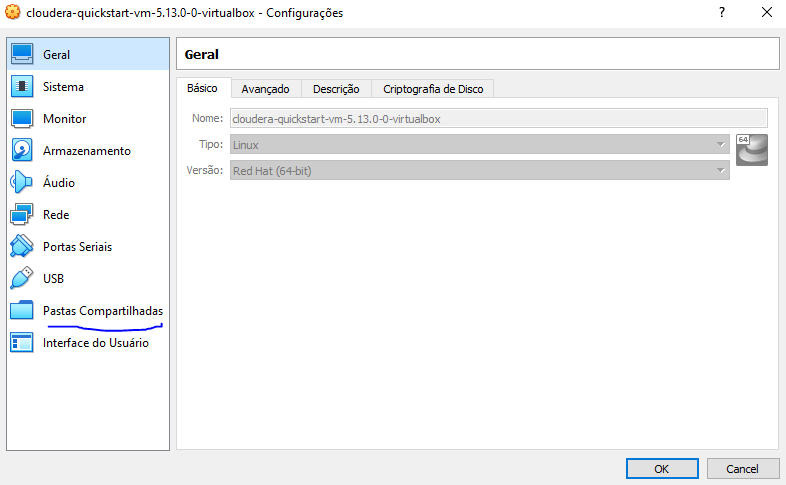 cloudera-quickstart-vm-5.13.0-0-virtualbox - Configurações
?
Geral
Sistema
Monitor
Armazenamento
Áudio
Rede
Portas Seriais
USB
Pastas Compartilhadas
Interface do Usuário
Geral
Básico Avançado Descrição Criptografia de Disco
Nome: cloudera-quickstart-vm-5.13.0-0-virtualbox
Tipo: Linux
64
Versão: Red Hat (64-bit)
OK Cancel